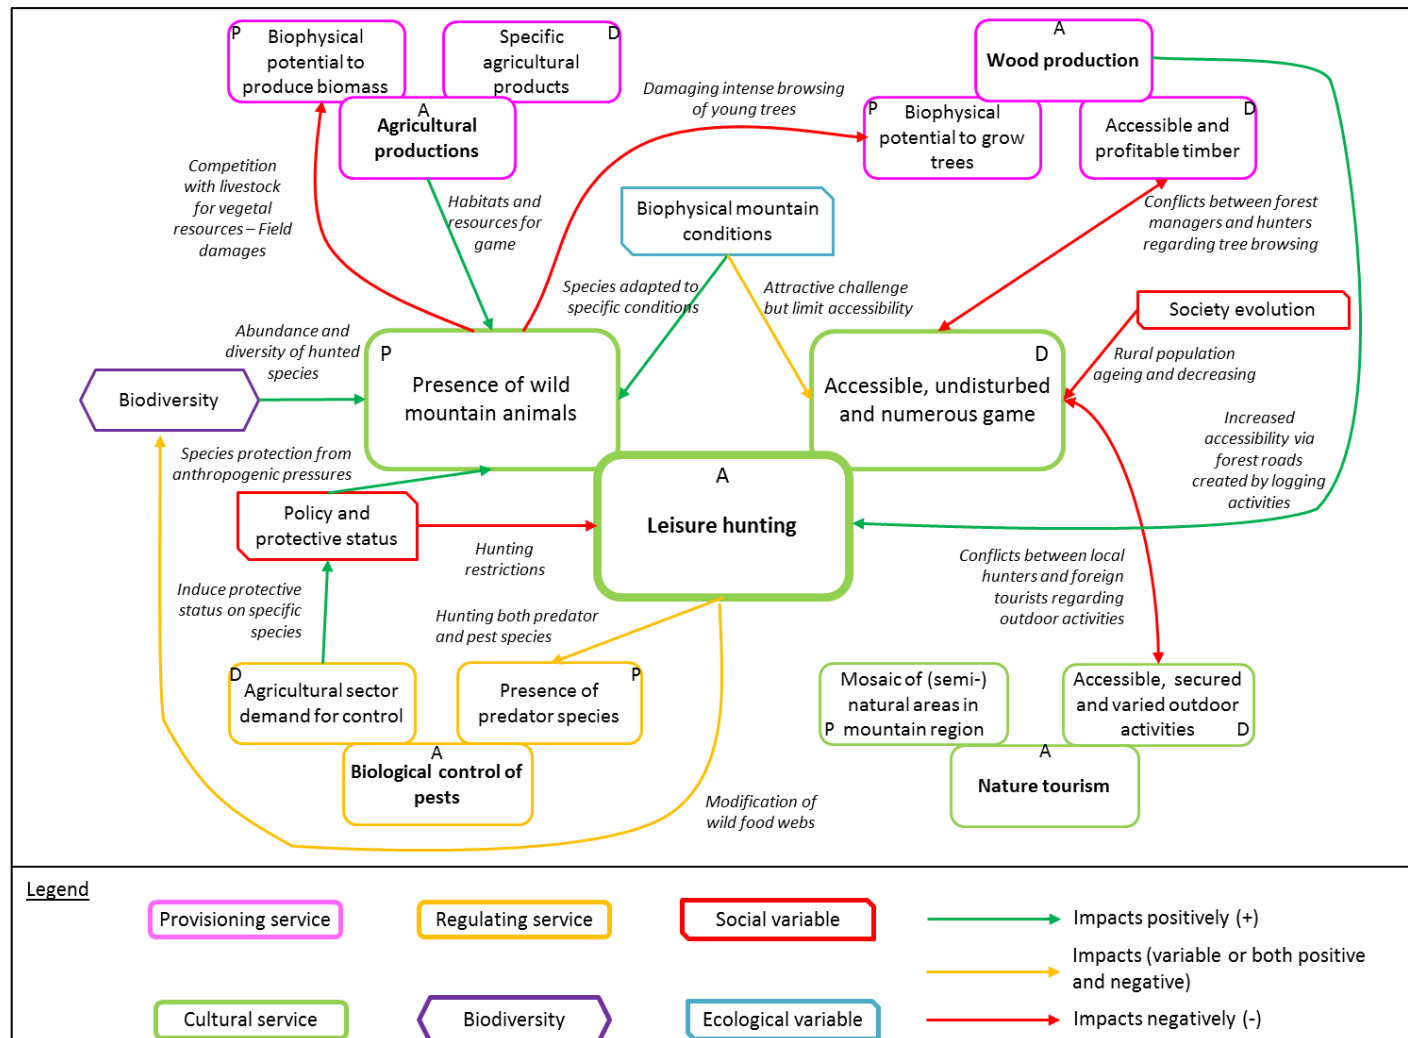 P
Biophysical
potential to
produce biomass
Specific
agricultural
products
D
A
Agricultural
productions
A
Wood production
P
Biophysical
potential to grow
trees
D
Accessible and
profitable timber
Damaging intense browsing
of young trees
Competition
with livestock
for vegetal
resources – Field
damages
Habitats and
resources for
game
Biophysical mountain
conditions
Conflicts between forest
managers and hunters
regarding tree browsing
Species adapted to
specific conditions
Attractive challenge
but limit accessibility
Society evolution
Rural population
ageing and decreasing
Abundance and
diversity of hunted
species
Biodiversity
P
Presence of wild
mountain animals
D
Accessible, undisturbed
and numerous game
Increased
accessibility via
forest roads
created by logging
activities
Species protection from
anthropogenic pressures
Policy and
protective status
Hunting
restrictions
A
Leisure hunting
Conflicts between local
hunters and foreign
tourists regarding
outdoor activities
Induce protective
status on specific
species
Hunting both predator
and pest species
D
Agricultural sector
demand for control
P
Presence of
predator species
A
Biological control of
pests
Mosaic of (semi-)
natural areas in
P mountain region
Accessible, secured
and varied outdoor
activities
D
A
Nature tourism
Modification of
wild food webs
Legend
Provisioning service
Regulating service
Social variable
Impacts positively (+)
Impacts (variable or both positive
and negative)
Cultural service
Biodiversity
Ecological variable
Impacts negatively (-)